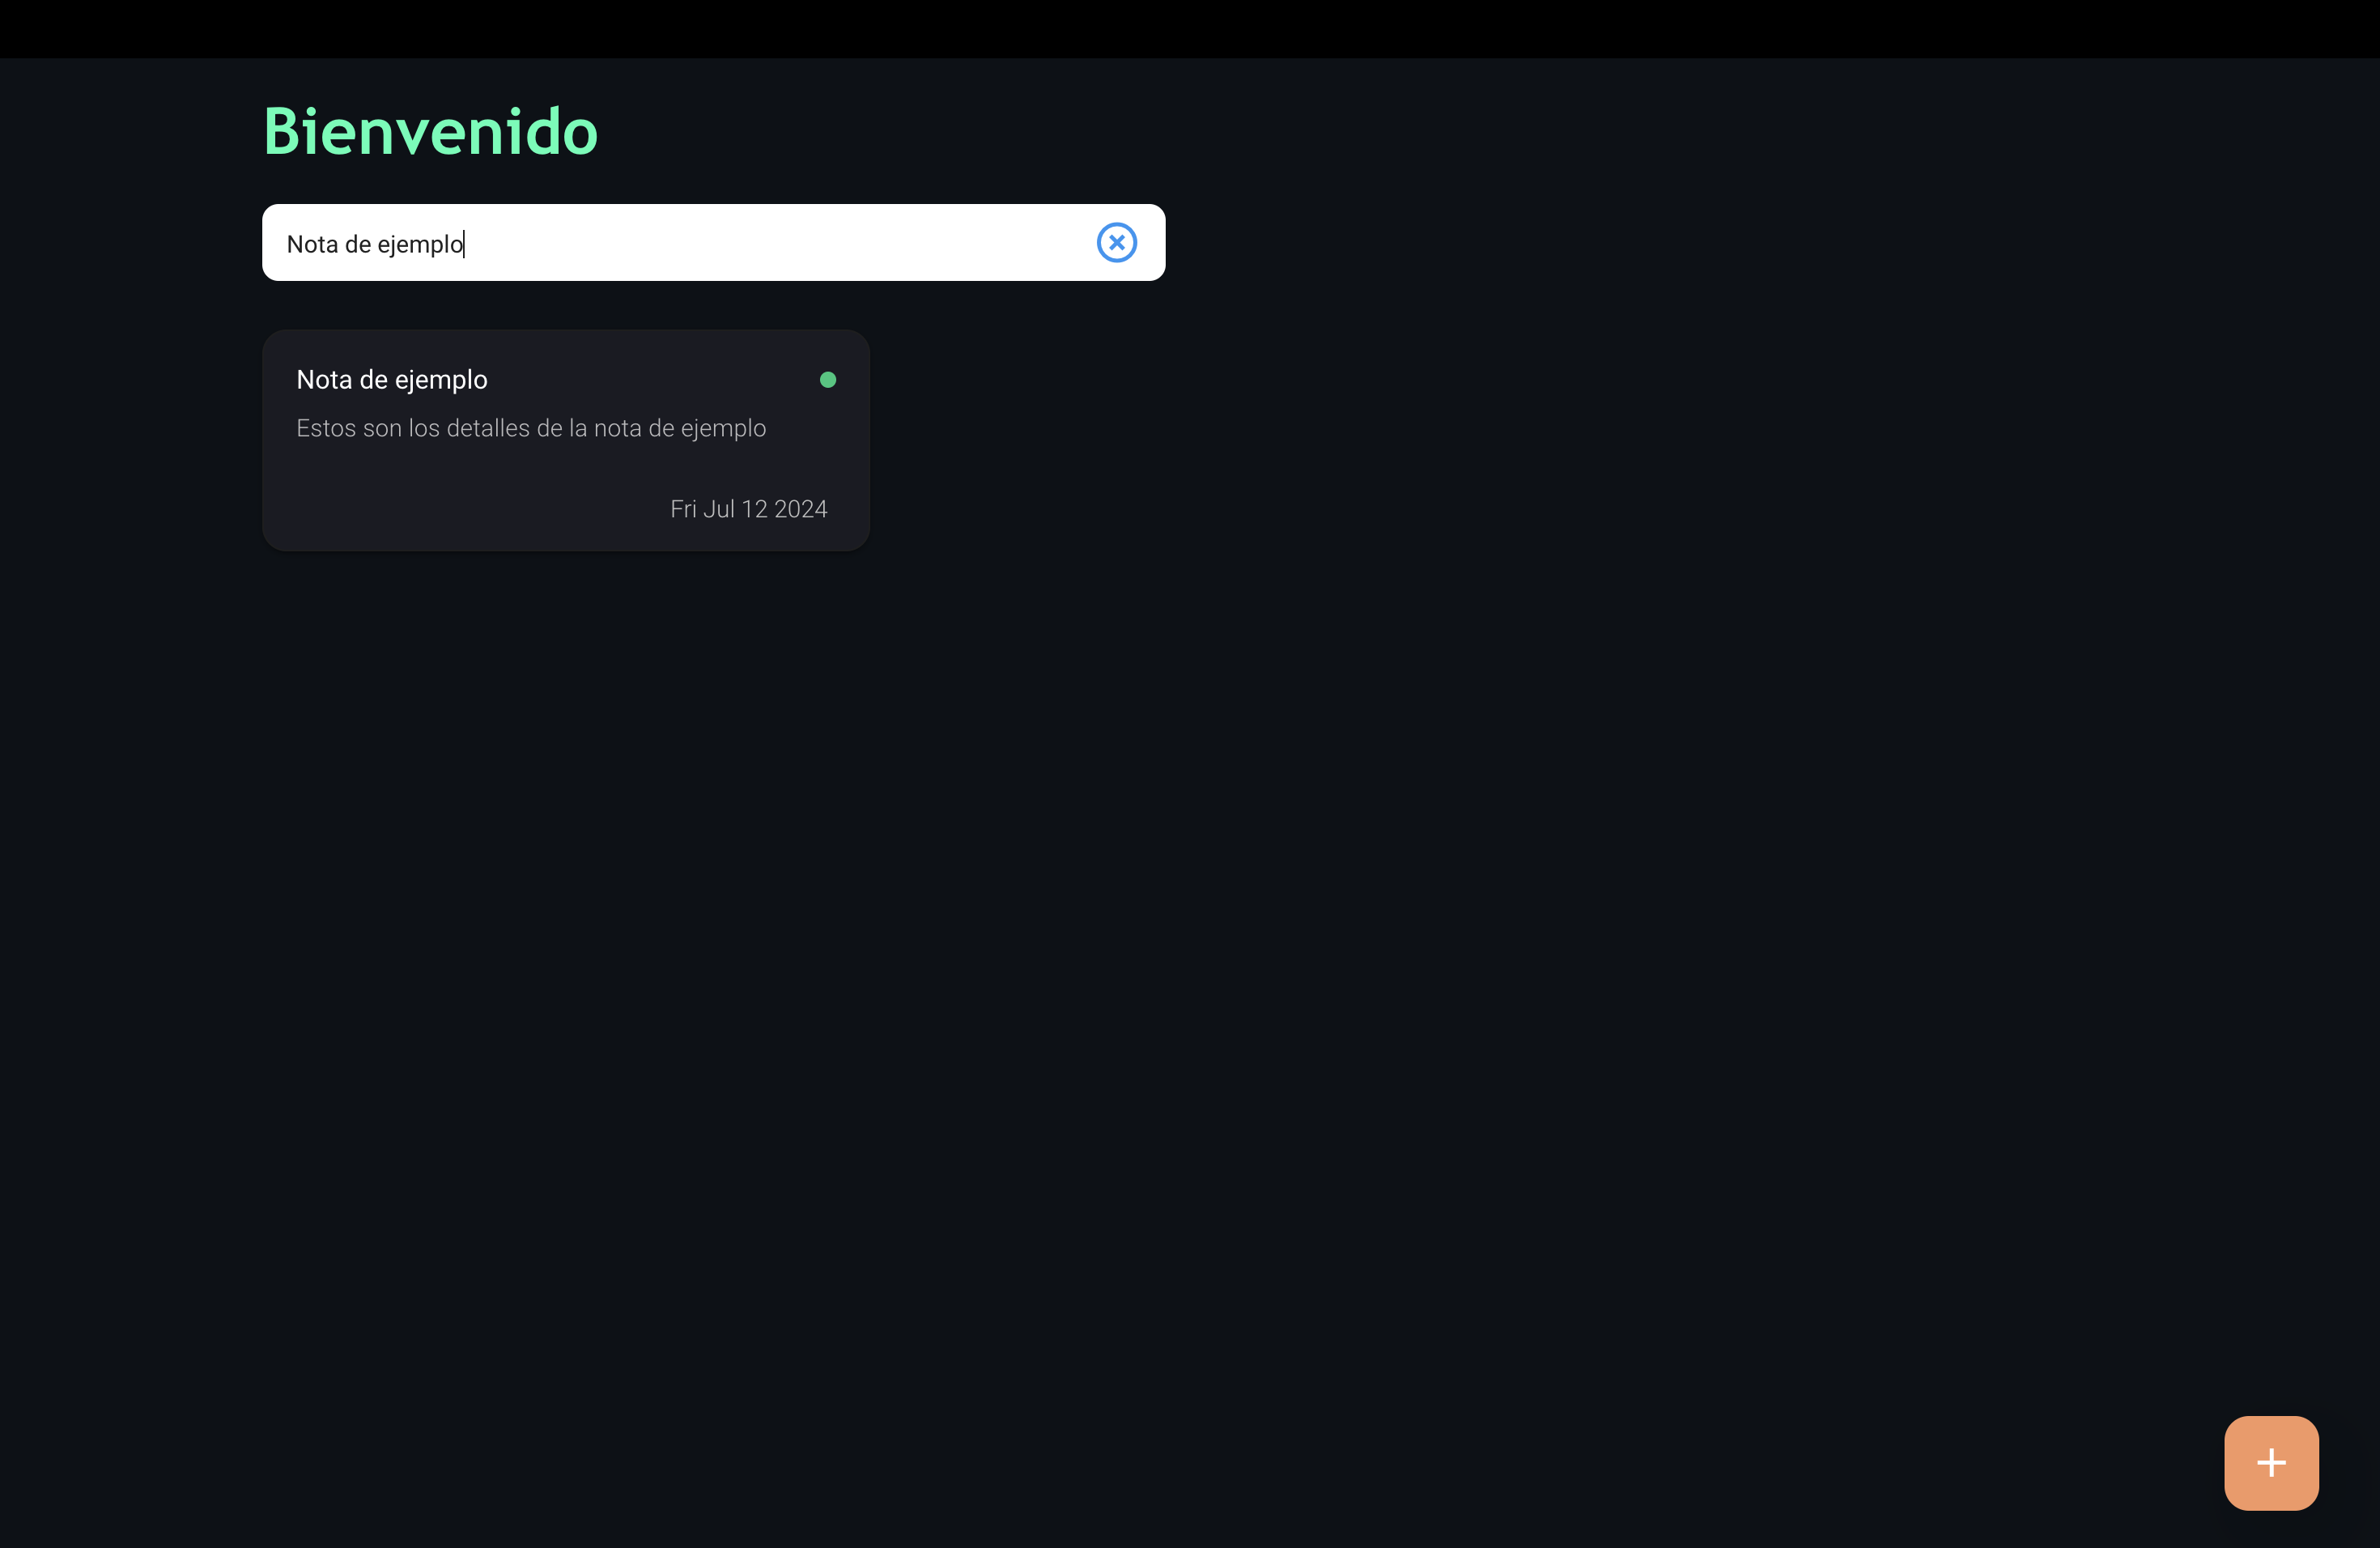 Bienvenido
Nota de ejemplo
Nota de ejemplo
Estos son los detalles de la nota de ejemplo
Fri Jul 12 2024